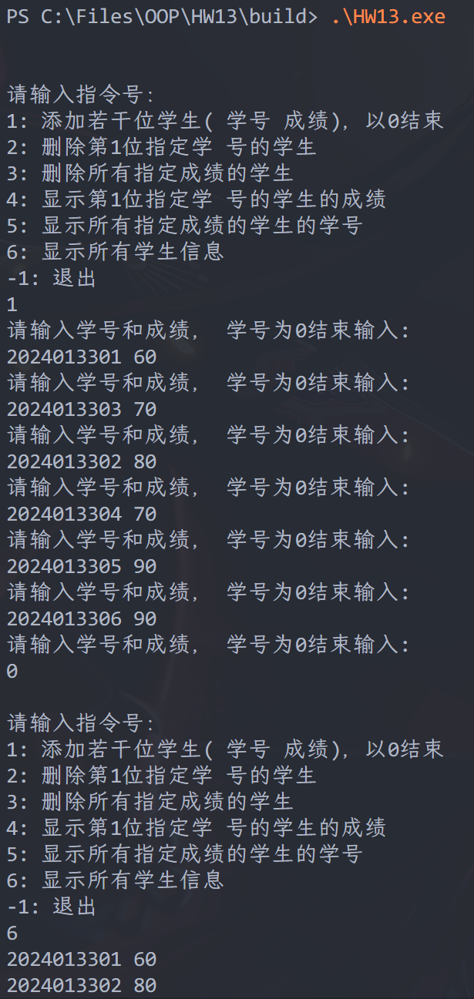 PS C:\Files\OOP\HW13\build> .\HW13.exe
请输入指令号:
1: 添加若干位学生( 学号 成绩), 以0结束
2: 删除第1位指定学 号的学生
3: 删除所有指定成绩的学生
4: 显示第1位指定学 号的学生的成绩
5: 显示所有指定成绩的学生的学号
6: 显示所有学生信息
-1: 退出
1
请输入学号和成绩, 学号为0结束输入:
2024013301 60
请输入学号和成绩, 学号为0结束输入:
2024013303 70
请输入学号和成绩, 学号为0结束输入:
2024013302 80
请输入学号和成绩, 学号为0结束输入:
2024013304 70
请输入学号和成绩, 学号为0结束输入:
2024013305 90
请输入学号和成绩, 学号为0结束输入:
2024013306 90
请输入学号和成绩, 学号为0结束输入:
0
请输入指令号:
1: 添加若干位学生( 学号 成绩), 以0结束
2: 删除第1位指定学 号的学生
3: 删除所有指定成绩的学生
4: 显示第1位指定学 号的学生的成绩
5: 显示所有指定成绩的学生的学号
6: 显示所有学生信息
-1: 退出
6
2024013301 60
2024013302 80